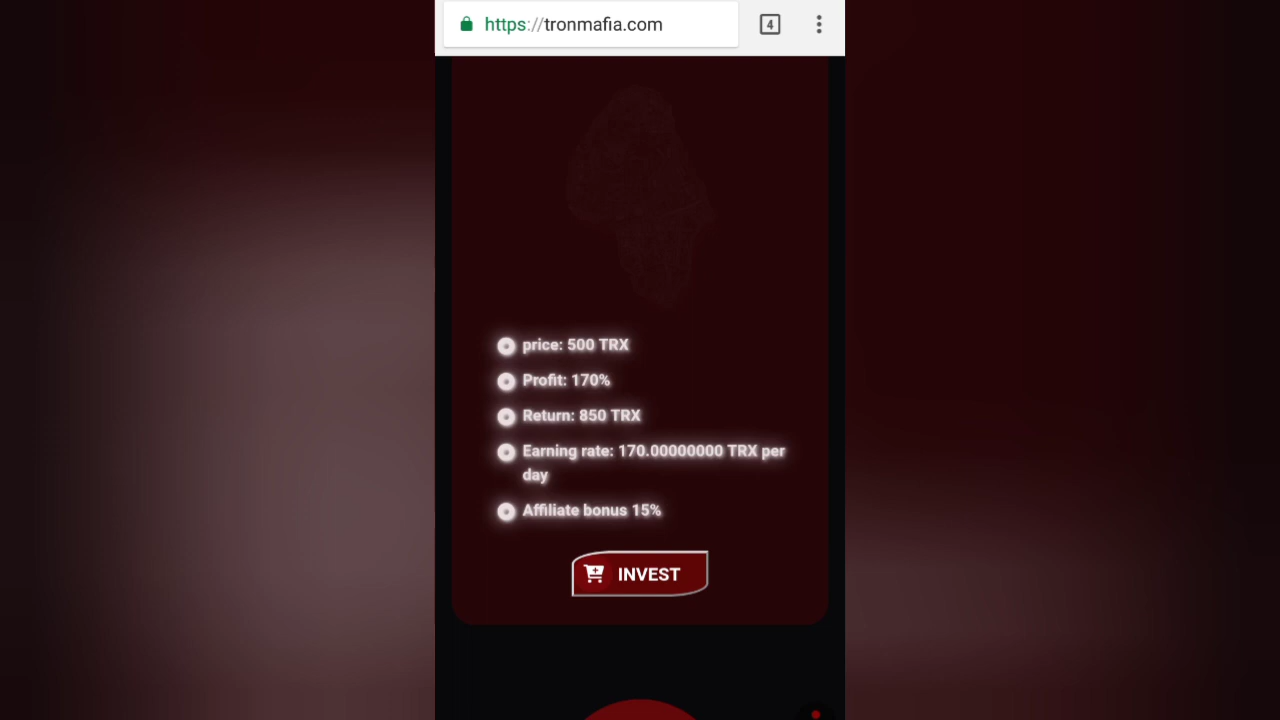 https://tronmafia.com
4
price: 500 TRX
Profit: 170%
Return: 850 TRX
Earning rate: 170.00000000 TRX per
day
Affiliate bonus 15%
INVEST